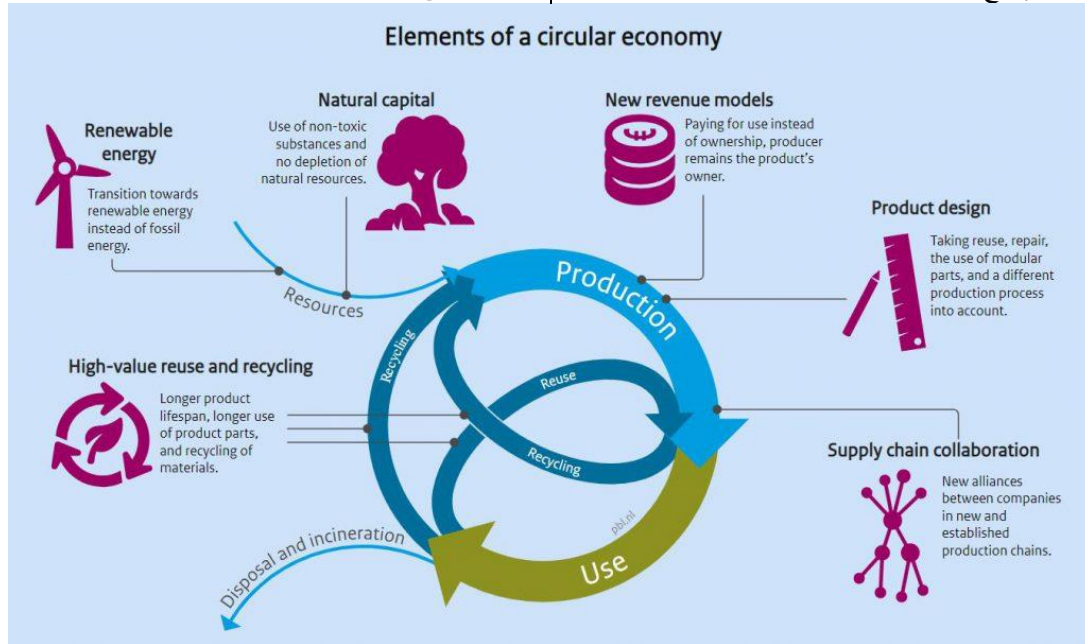 Elements of a circular economy
Natural capital
Use of non-toxic
substances and
no depletion of
natural resources.
New revenue models
Paying for use instead
of ownership, producer
remains the product's
owner.
Renewable
energy
Transition towards
renewable energy
instead of fossil
energy.
Product design
Taking reuse, repair,
the use of modular
parts, and a different
production process
into account.
Resources
Production
Recycling
Reuse
Recycling
High-value reuse and recycling
Longer product
lifespan, longer use
of product parts,
and recycling of
materials.
Supply chain collaboration
New alliances
between companies
in new and
established
production chains.
pbl.nl
Use
Disposal and incineration